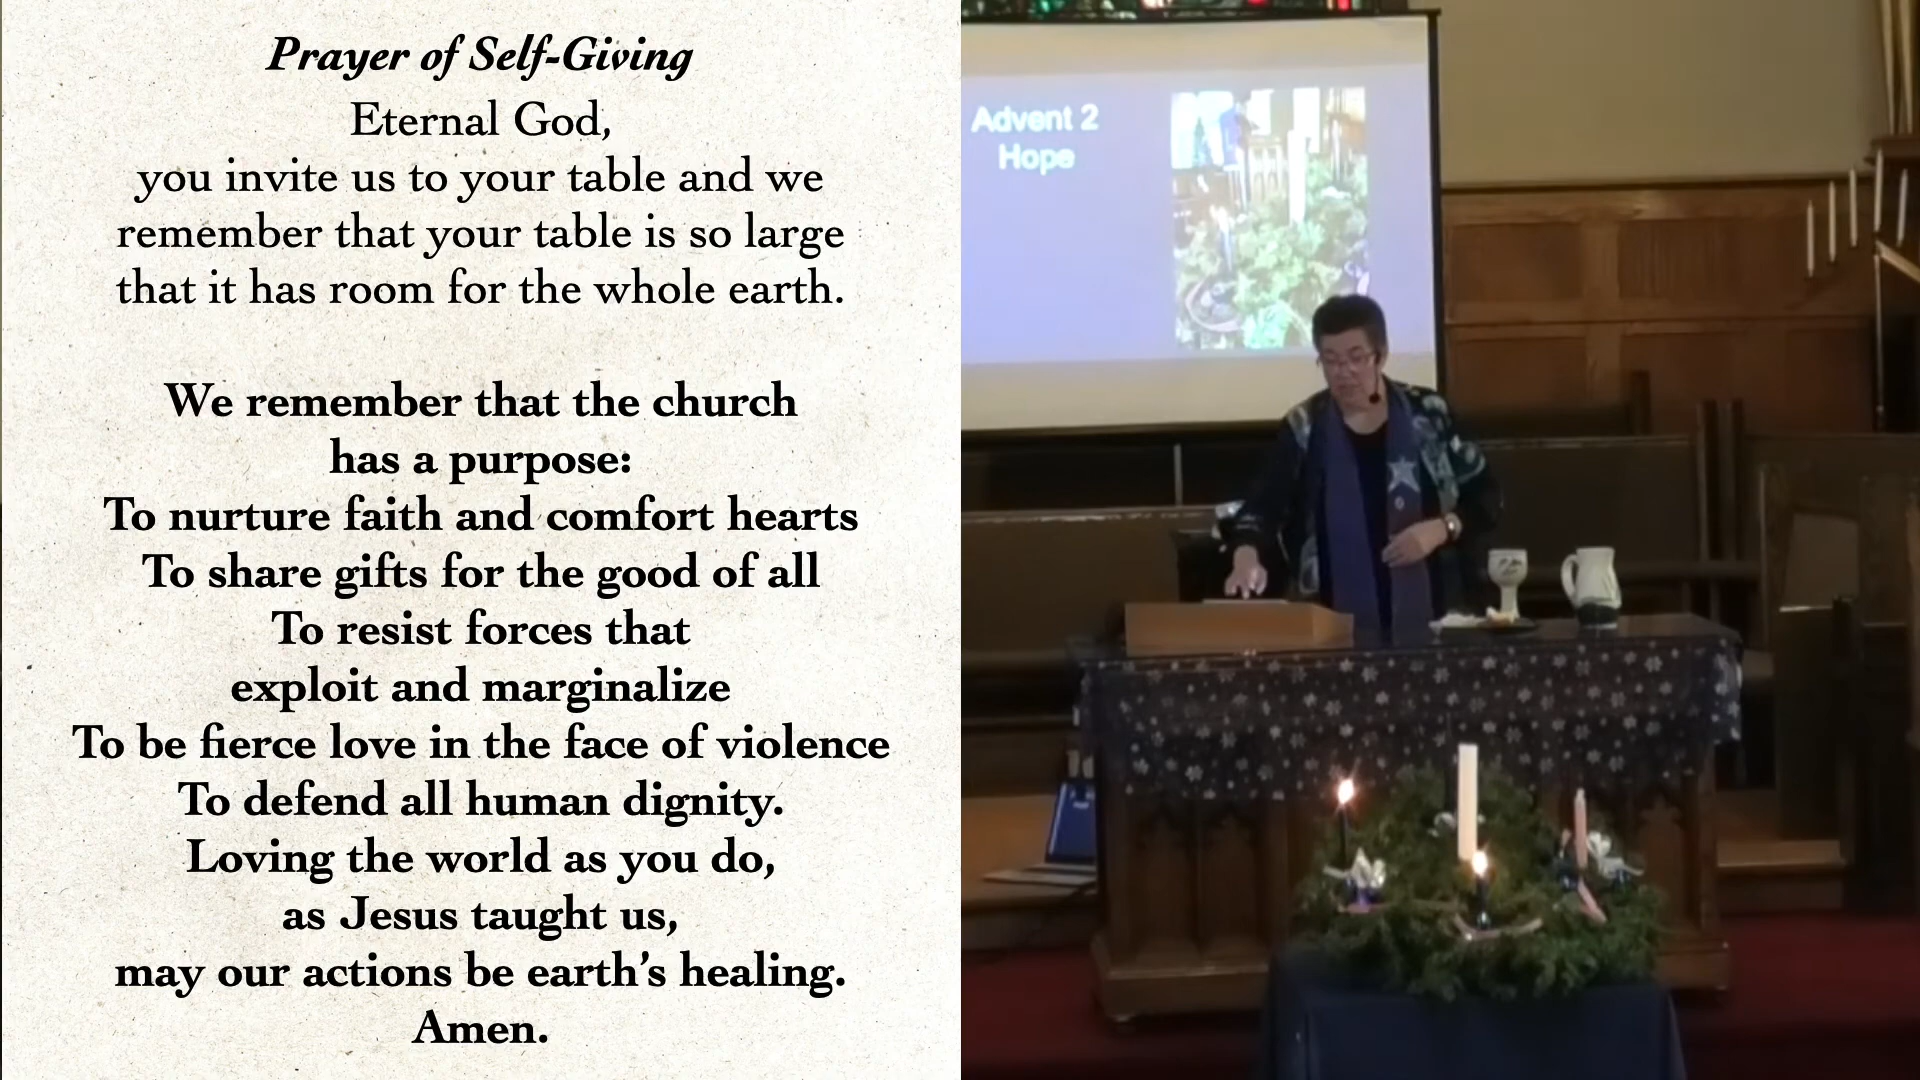 Prayer of Self-Giving
Eternal God,
you invite us to your table and we
remember that your table is so large
that it has room for the whole earth.
We remember that the church
has a purpose:
To nurture faith and comfort hearts
To share gifts for the good of all
To resist forces that
exploit and marginalize
To be fierce love in the face of violence
To defend all human dignity.
Loving the world as you do,
as Jesus taught us,
may our actions be earth’s healing.
Amen.
Advent 2
Hope